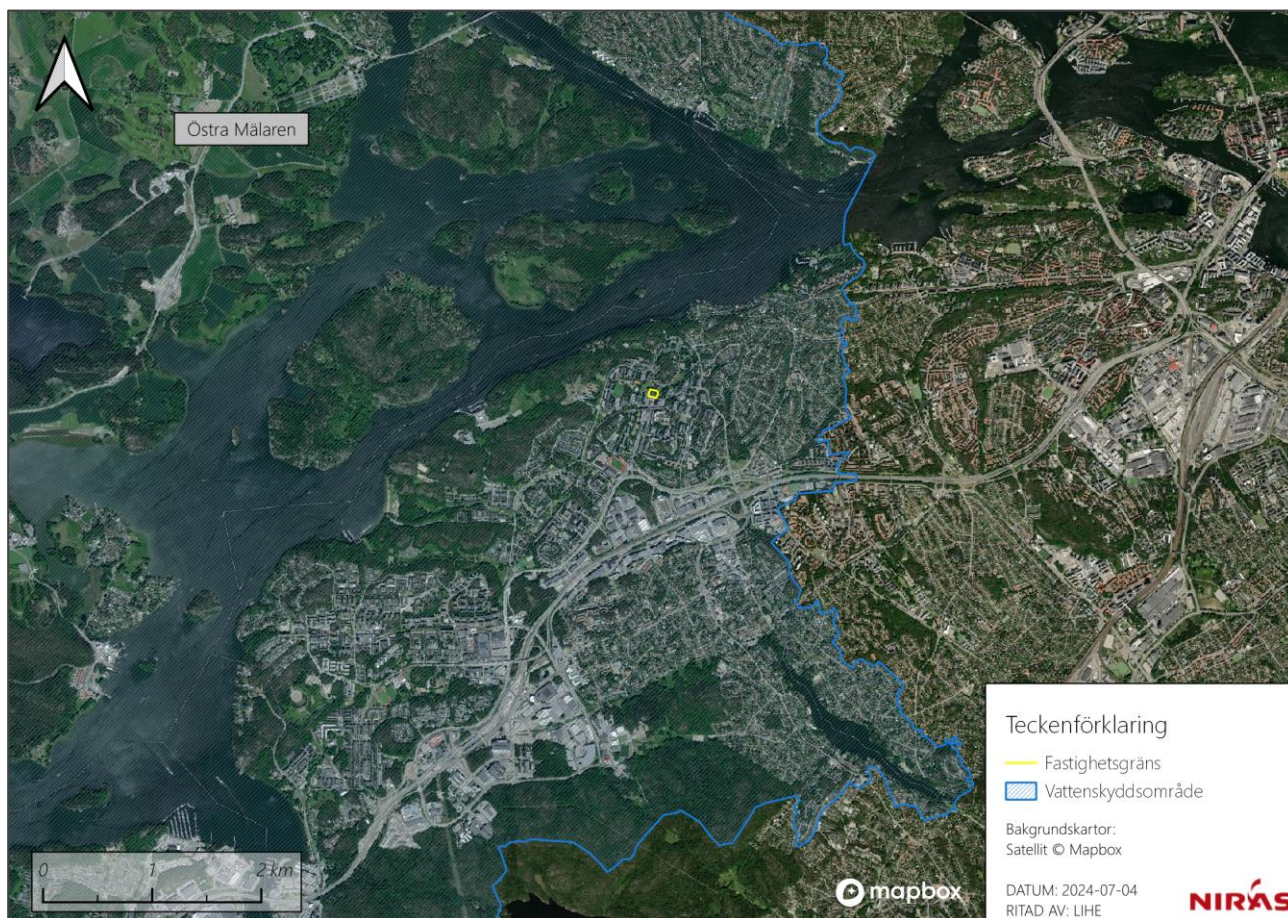 Östra Mälaren
Teckenförklaring
Fastighetsgräns
Vattenskyddsområde
Bakgrundskartor:
Satellit © Mapbox
DATUM: 2024-07-04
RITAD AV: LIHE
NIRAS
mapbox
0 1 2 km